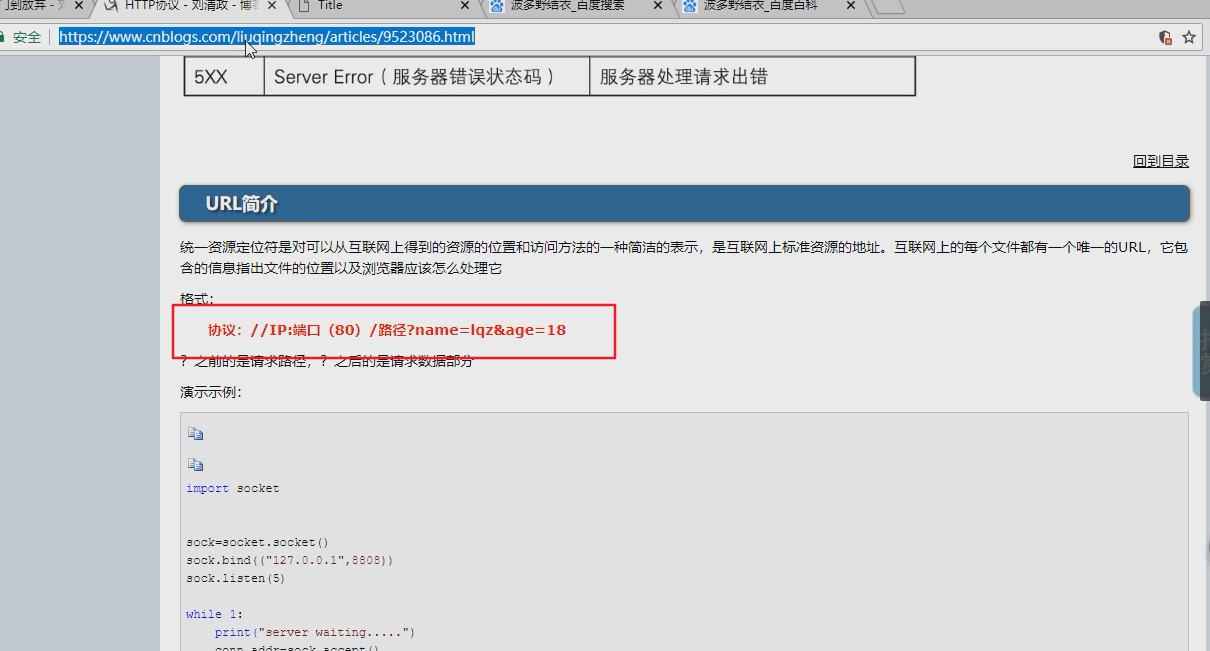 门到放弃 - 刘
HTTP协议 - 刘清政 - 博客
Title
波多野结衣_百度搜索
波多野结衣_百度百科
安全
https://www.cnblogs.com/liuqingzheng/articles/9523086.html
5XX Server Error（服务器错误状态码） 服务器处理请求出错
回到目录
URL简介
统一资源定位符是对可以从互联网上得到的资源的位置和访问方法的一种简洁的表示，是互联网上标准资源的地址。互联网上的每个文件都有一个唯一的URL，它包
含的信息指出文件的位置以及浏览器应该怎么处理它
格式：
协议：//IP:端口（80）/路径?name=lqz&age=18
？之前的是请求路径，？之后的是请求数据部分
演示示例：
import socket
sock=socket.socket()
sock.bind(("127.0.0.1",8808))
sock.listen(5)
while 1:
print("server waiting.....")
conn,addr=sock.accept()